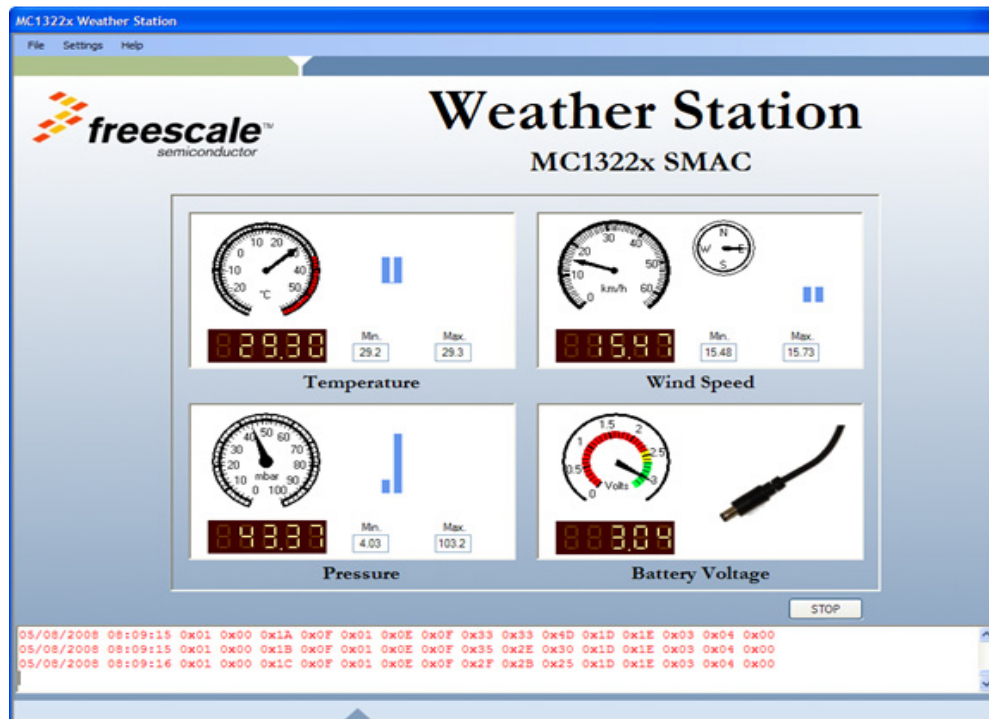 MC1322x Weather Station
File Settings Help
freescale™
semiconductor
Weather Station
MC1322x SMAC
-20 -10 0 10 20 40 50
°C
29.30
Min. Max.
29.2 29.3
Temperature
0 10 20 30 40 50 60
km/h
N
W E
S
15.47
Min. Max.
15.48 15.73
Wind Speed
0 10 20 30 40 50 60 70 80 90 100
mbar
43.37
Min. Max.
4.03 103.2
Pressure
0 0.5 1 1.5 2 2.5 3
Volts
3.04
Battery Voltage
STOP
05/08/2008 08:09:15 0x01 0x00 0x1A 0x0F 0x01 0x0E 0x0F 0x33 0x33 0x4D 0x1D 0x1E 0x03 0x04 0x00
05/08/2008 08:09:15 0x01 0x00 0x1B 0x0F 0x01 0x0E 0x0F 0x35 0x2E 0x30 0x1D 0x1E 0x03 0x04 0x00
05/08/2008 08:09:16 0x01 0x00 0x1C 0x0F 0x01 0x0E 0x0F 0x2F 0x2B 0x25 0x1D 0x1E 0x03 0x04 0x00